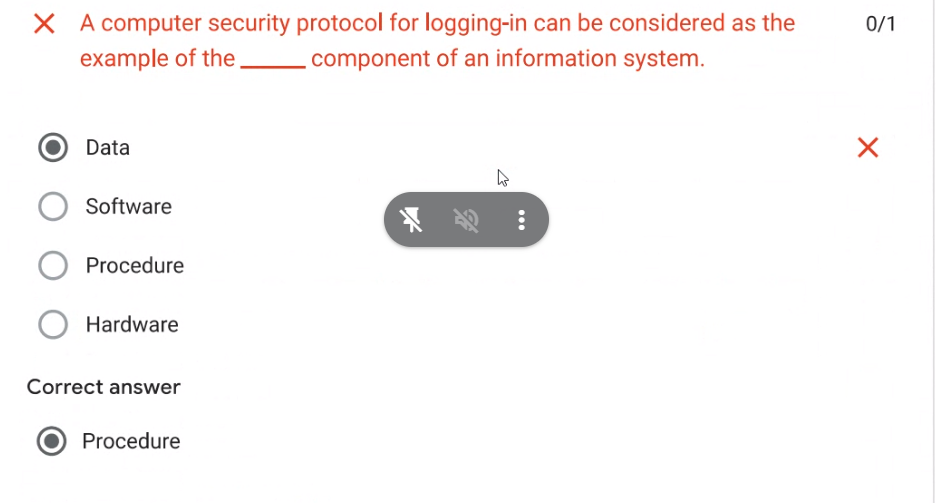 A computer security protocol for logging-in can be considered as the 0/1
example of the ______ component of an information system.
Data
Software
Procedure
Hardware
Correct answer
Procedure